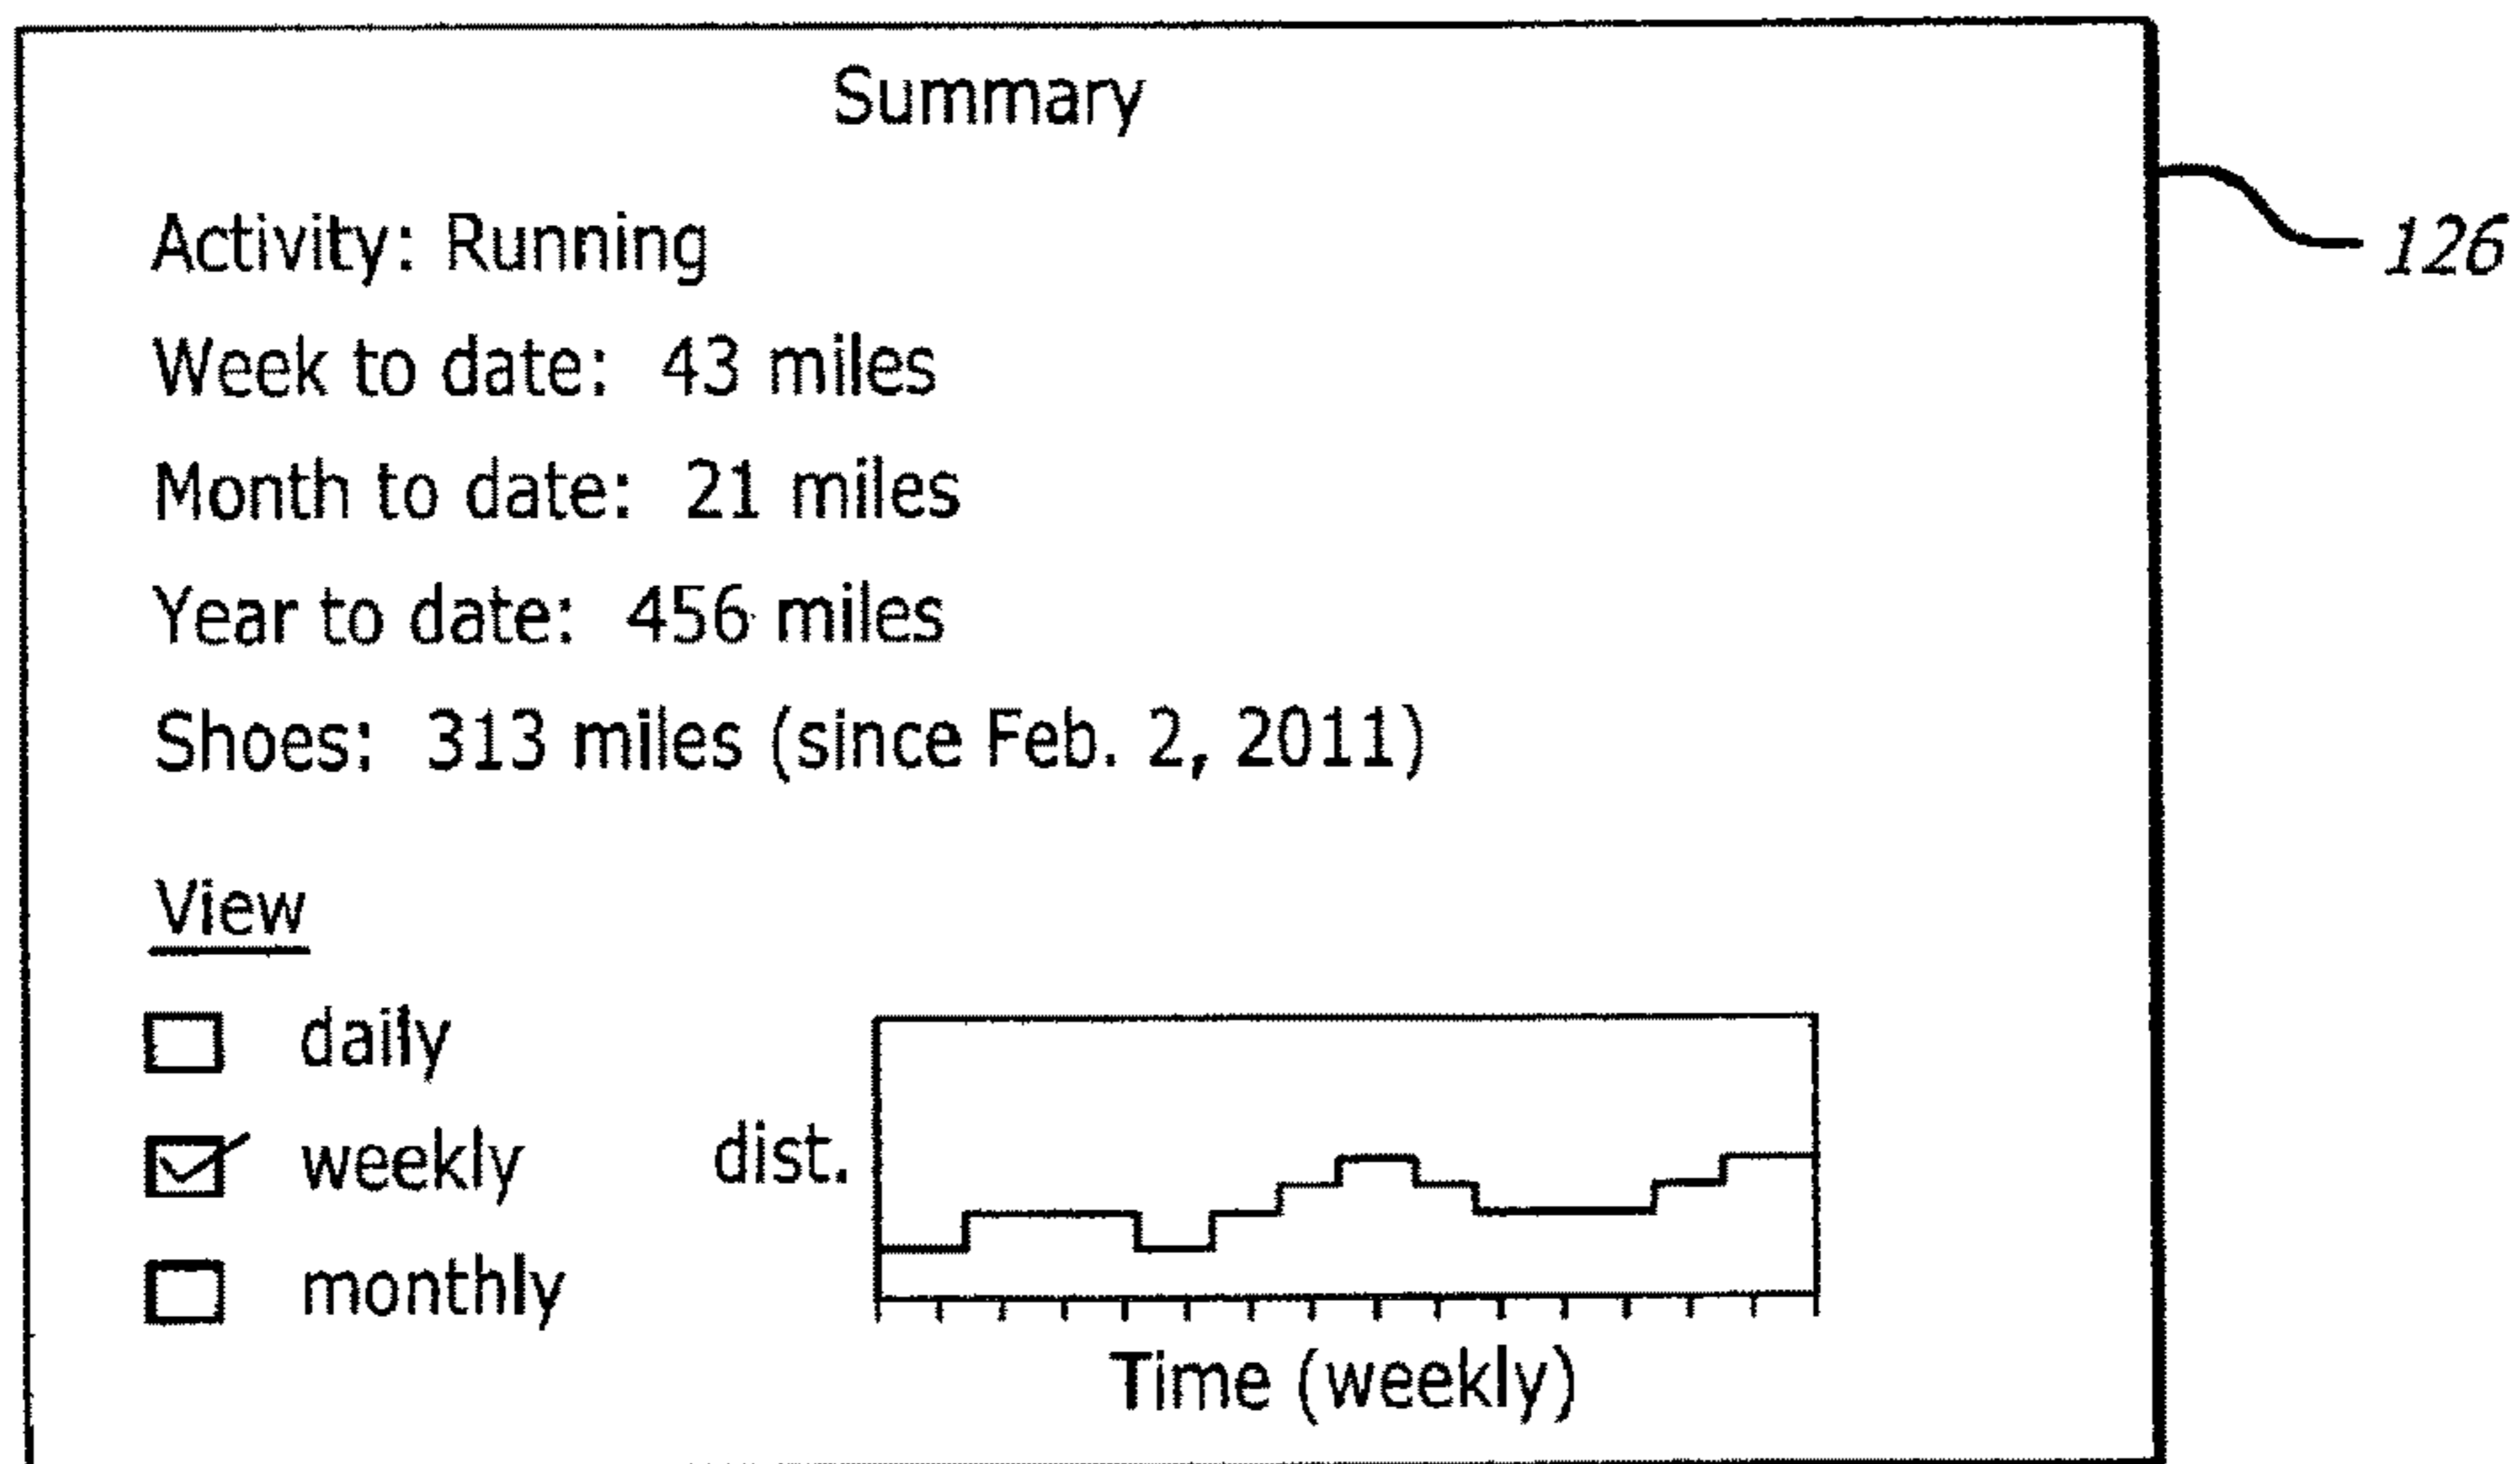 Summary
126
Activity: Running
Week to date: 43 miles
Month to date: 21 miles
Year to date: 456 miles
Shoes: 313 miles (since Feb. 2, 2011)
View
daily
weekly
monthly
dist.
Time (weekly)